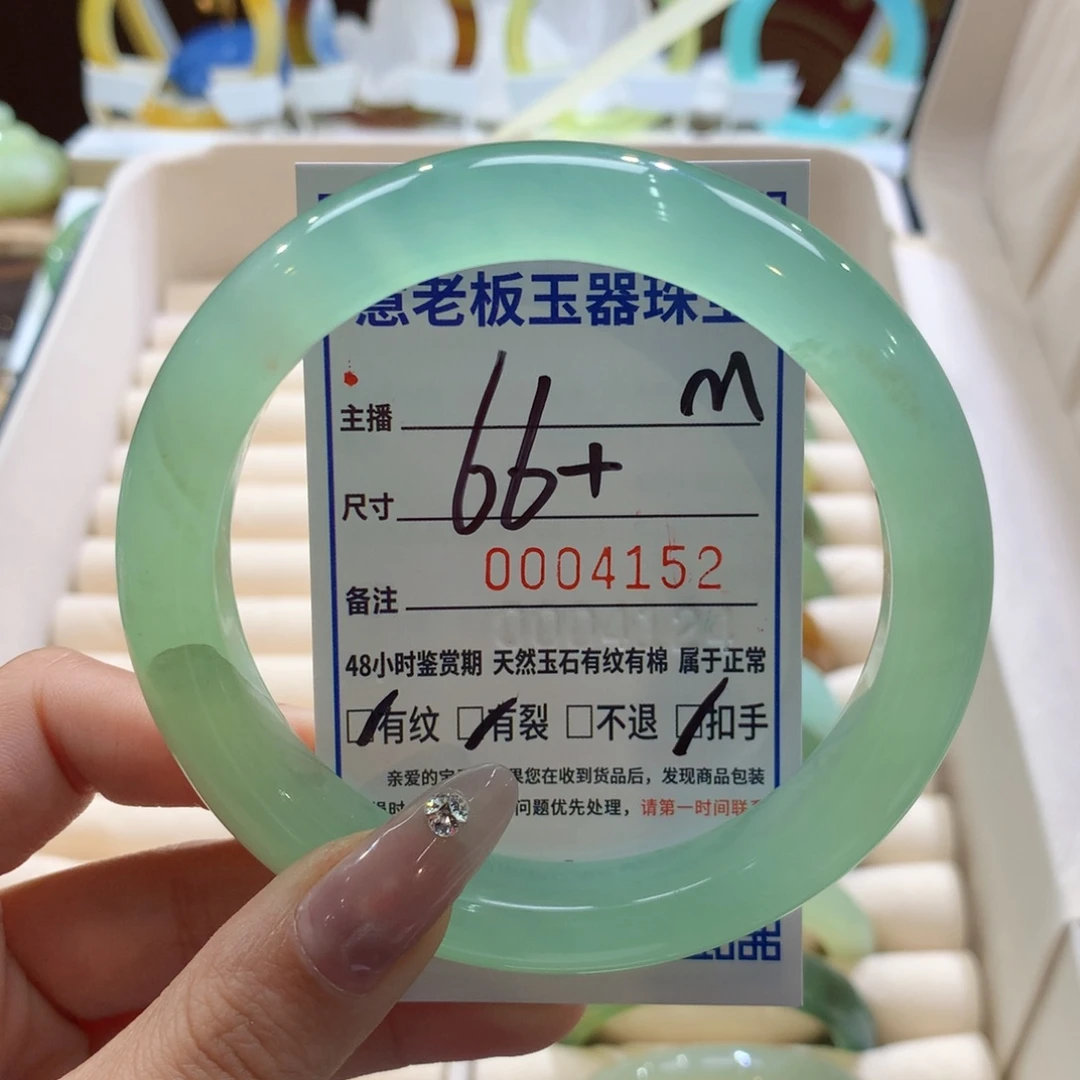 老板玉器珠
M
主播
66+
尺寸
0004152
备注
48小时鉴赏期 天然玉石有纹有棉 属于正常
☑有纹 ☑有裂 □不退 ☑扣手
亲爱的宝 果您在收到货品后，发现商品包装
问题优先处理，请第一时间联系